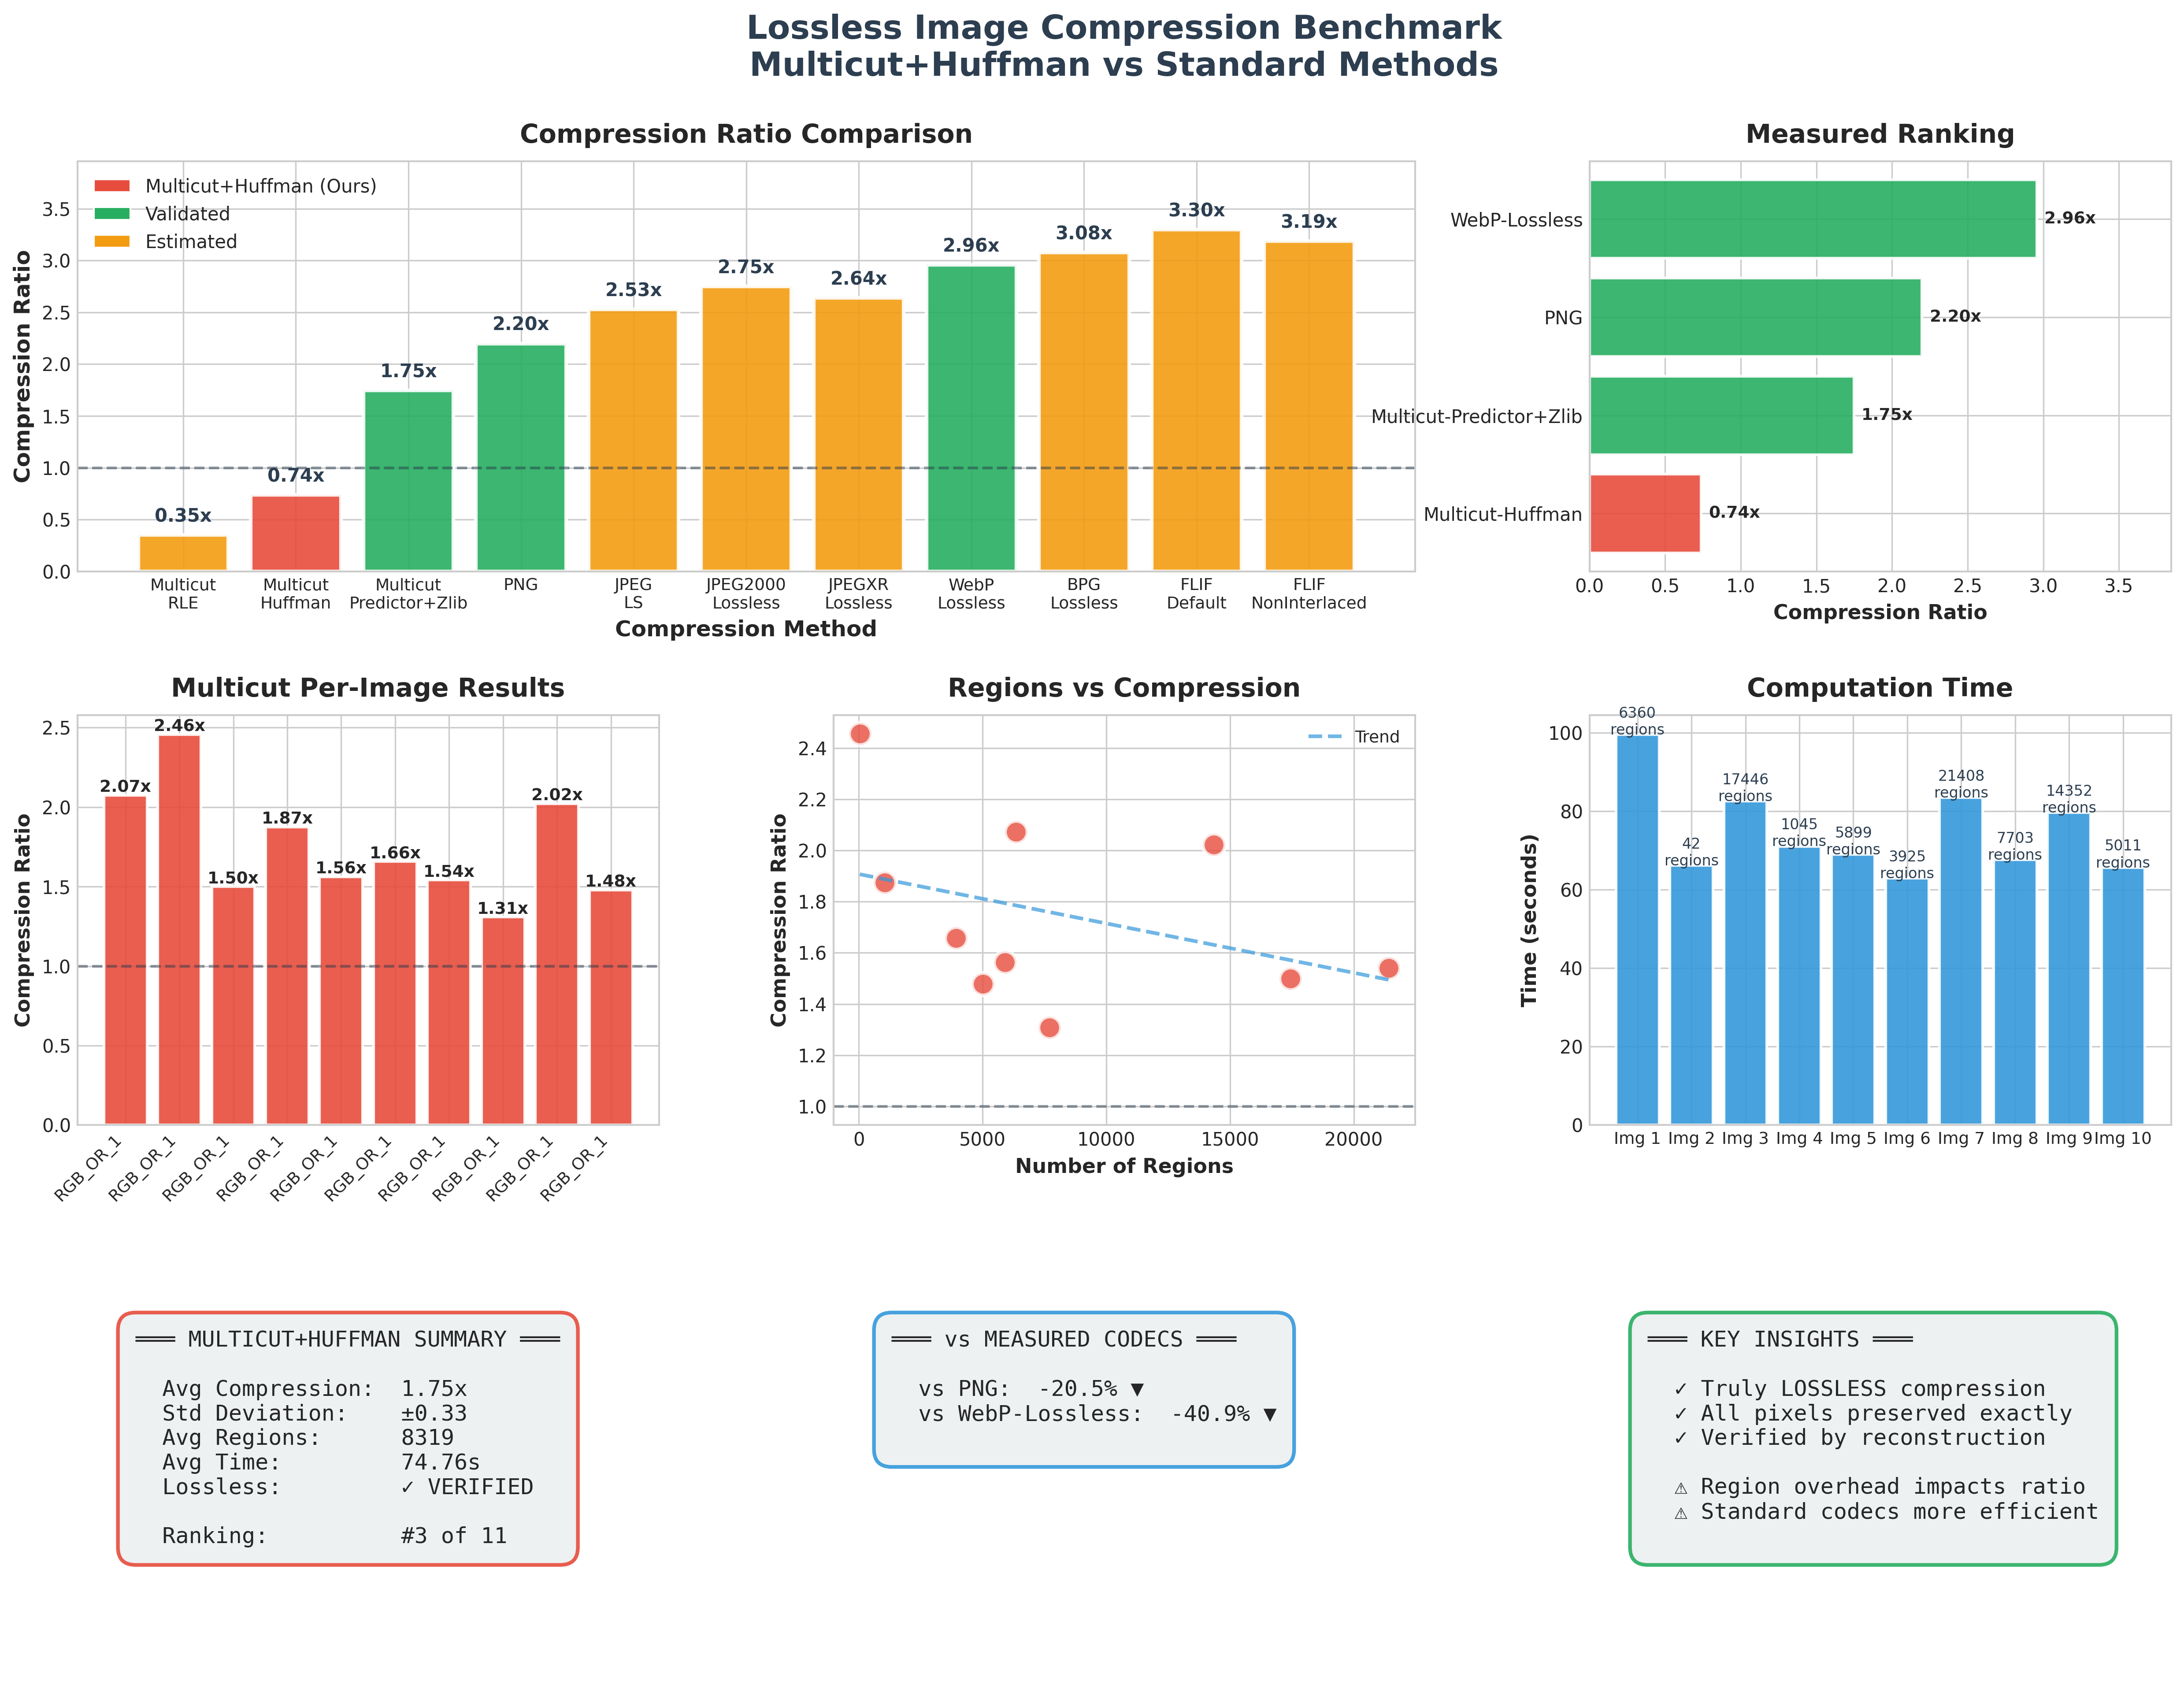 Lossless Image Compression Benchmark
Multicut+Huffman vs Standard Methods
Compression Ratio Comparison
Multicut+Huffman (Ours)
Validated
Estimated
Compression Ratio
3.5
3.0
2.5
2.0
1.5
1.0
0.5
0.0
0.35x
0.74x
1.75x
2.20x
2.53x
2.75x
2.64x
2.96x
3.08x
3.30x
3.19x
Multicut
RLE
Multicut
Huffman
Multicut
Predictor+Zlib
PNG
JPEG
LS
JPEG2000
Lossless
JPEGXR
Lossless
WebP
Lossless
BPG
Lossless
FLIF
Default
FLIF
NonInterlaced
Compression Method
Measured Ranking
WebP-Lossless
2.96x
PNG
2.20x
Multicut-Predictor+Zlib
1.75x
Multicut-Huffman
0.74x
0.0 0.5 1.0 1.5 2.0 2.5 3.0 3.5
Compression Ratio
Multicut Per-Image Results
Compression Ratio
2.5
2.0
1.5
1.0
0.5
0.0
2.07x
2.46x
1.50x
1.87x
1.56x
1.66x
1.54x
1.31x
2.02x
1.48x
RGB_OR_1
RGB_OR_1
RGB_OR_1
RGB_OR_1
RGB_OR_1
RGB_OR_1
RGB_OR_1
RGB_OR_1
RGB_OR_1
RGB_OR_1
Regions vs Compression
Trend
Compression Ratio
2.4
2.2
2.0
1.8
1.6
1.4
1.2
1.0
0 5000 10000 15000 20000
Number of Regions
Computation Time
Time (seconds)
100
80
60
40
20
0
6360
regions
42
regions
17446
regions
1045
regions
5899
regions
3925
regions
21408
regions
7703
regions
14352
regions
5011
regions
Img 1 Img 2 Img 3 Img 4 Img 5 Img 6 Img 7 Img 8 Img 9 Img 10
═══ MULTICUT+HUFFMAN SUMMARY ═══
Avg Compression: 1.75x
Std Deviation: ±0.33
Avg Regions: 8319
Avg Time: 74.76s
Lossless: ✓ VERIFIED
Ranking: #3 of 11
═══ vs MEASURED CODECS ═══
vs PNG: -20.5% ▼
vs WebP-Lossless: -40.9% ▼
═══ KEY INSIGHTS ═══
✓ Truly LOSSLESS compression
✓ All pixels preserved exactly
✓ Verified by reconstruction
⚠ Region overhead impacts ratio
⚠ Standard codecs more efficient